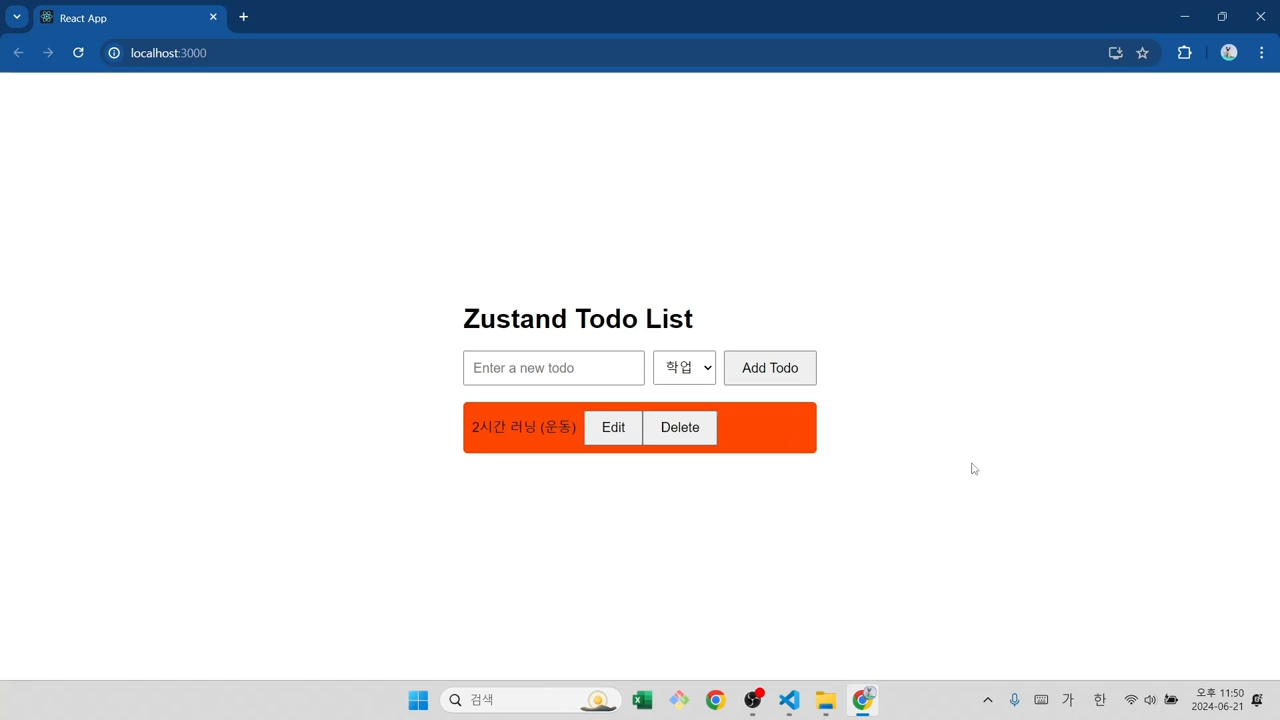 React App
localhost:3000
Zustand Todo List
Enter a new todo
학업
Add Todo
2시간 러닝 (운동)
Edit
Delete
검색
가
한
오후 11:50
2024-06-21